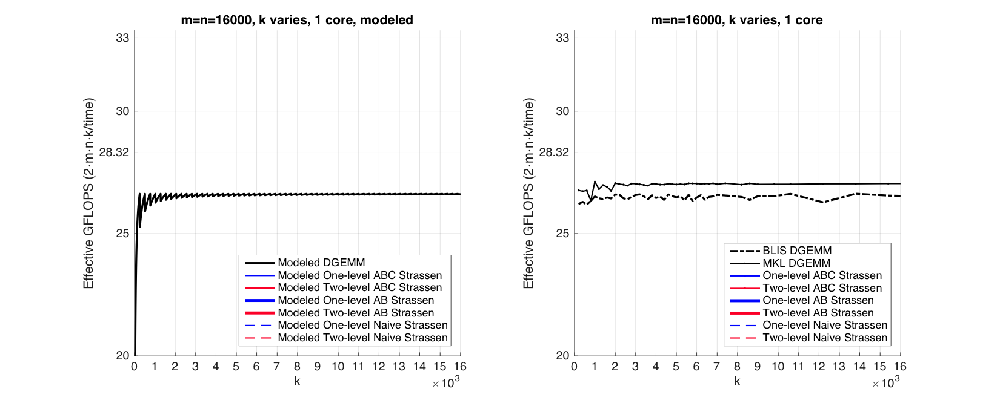 m=n=16000, k varies, 1 core, modeled
Effective GFLOPS (2·m·n·k/time)
33
30
28.32
25
20
Modeled DGEMM
Modeled One-level ABC Strassen
Modeled Two-level ABC Strassen
Modeled One-level AB Strassen
Modeled Two-level AB Strassen
Modeled One-level Naive Strassen
Modeled Two-level Naive Strassen
0 1 2 3 4 5 6 7 8 9 10 11 12 13 14 15 16
k
×10³
m=n=16000, k varies, 1 core
Effective GFLOPS (2·m·n·k/time)
33
30
28.32
25
20
BLIS DGEMM
MKL DGEMM
One-level ABC Strassen
Two-level ABC Strassen
One-level AB Strassen
Two-level AB Strassen
One-level Naive Strassen
Two-level Naive Strassen
0 1 2 3 4 5 6 7 8 9 10 11 12 13 14 15 16
k
×10³